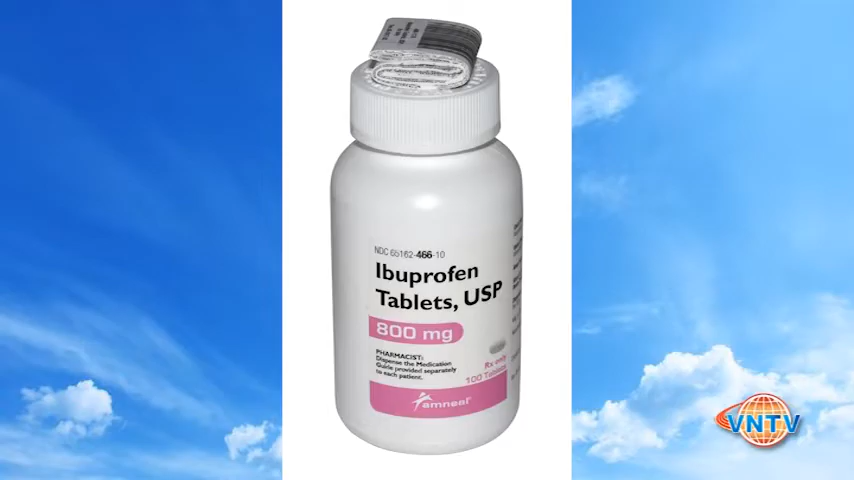 NDC 65162-466-10
Ibuprofen
Tablets, USP
800 mg
PHARMACIST:
Dispense the Medication
Guide provided separately
to each patient.
Rx only
100 Tablets
amneal
VNTV